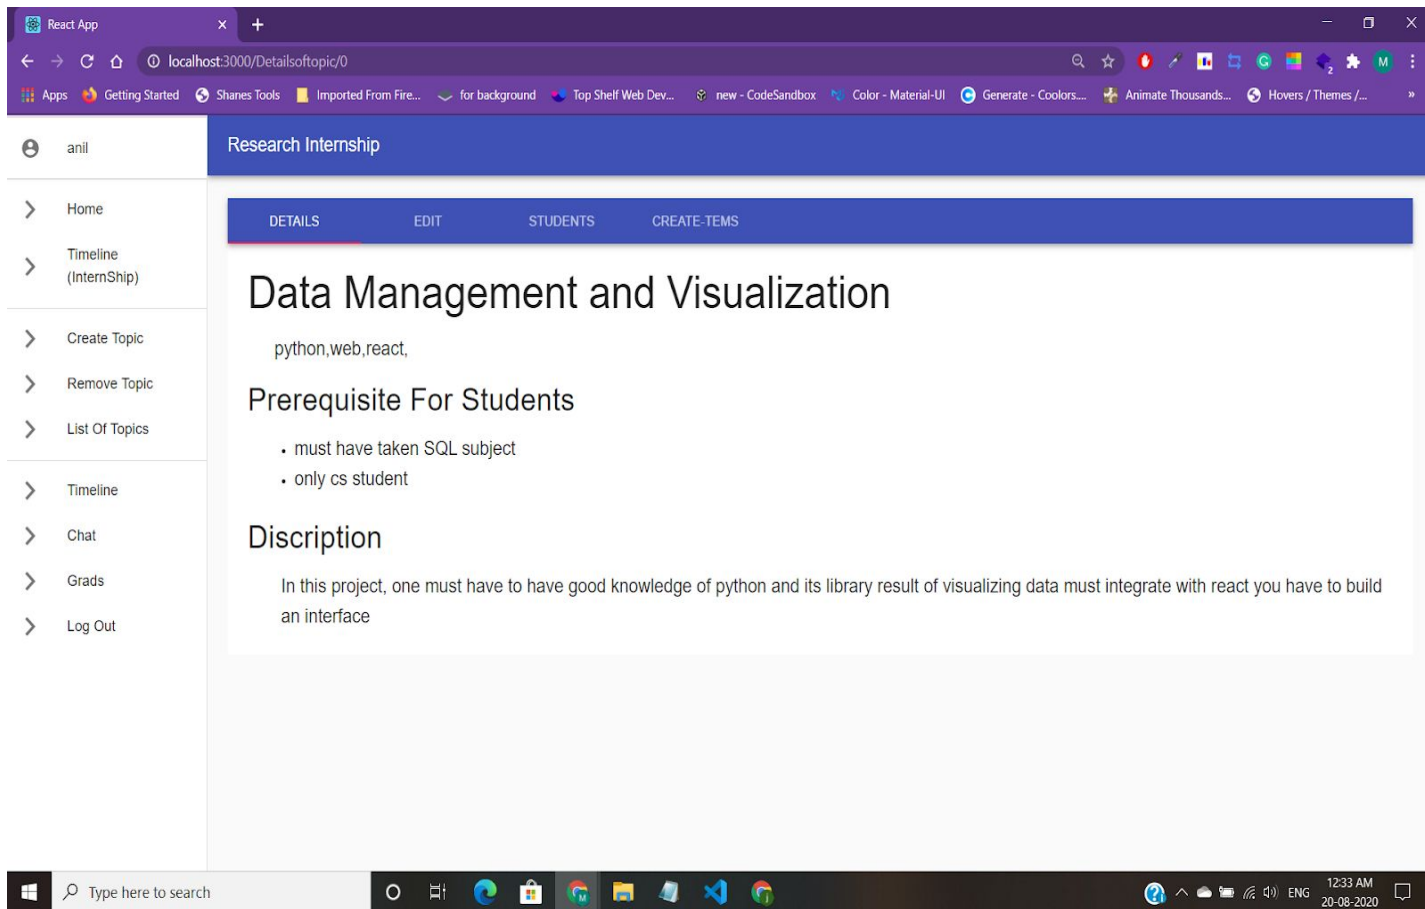 React App
localhost:3000/Detailsoftopic/0
M
Apps Getting Started Shanes Tools Imported From Fire... for background Top Shelf Web Dev... new - CodeSandbox Color - Material-UI Generate - Coolors.... Animate Thousands... Hovers / Themes /... »
anil
Research Internship
Home
Timeline
(InternShip)
Create Topic
Remove Topic
List Of Topics
Timeline
Chat
Grads
Log Out
DETAILS EDIT STUDENTS CREATE-TEMS
Data Management and Visualization
python,web,react,
Prerequisite For Students
• must have taken SQL subject
• only cs student
Discription
In this project, one must have to have good knowledge of python and its library result of visualizing data must integrate with react you have to build
an interface
Type here to search
ENG
12:33 AM
20-08-2020